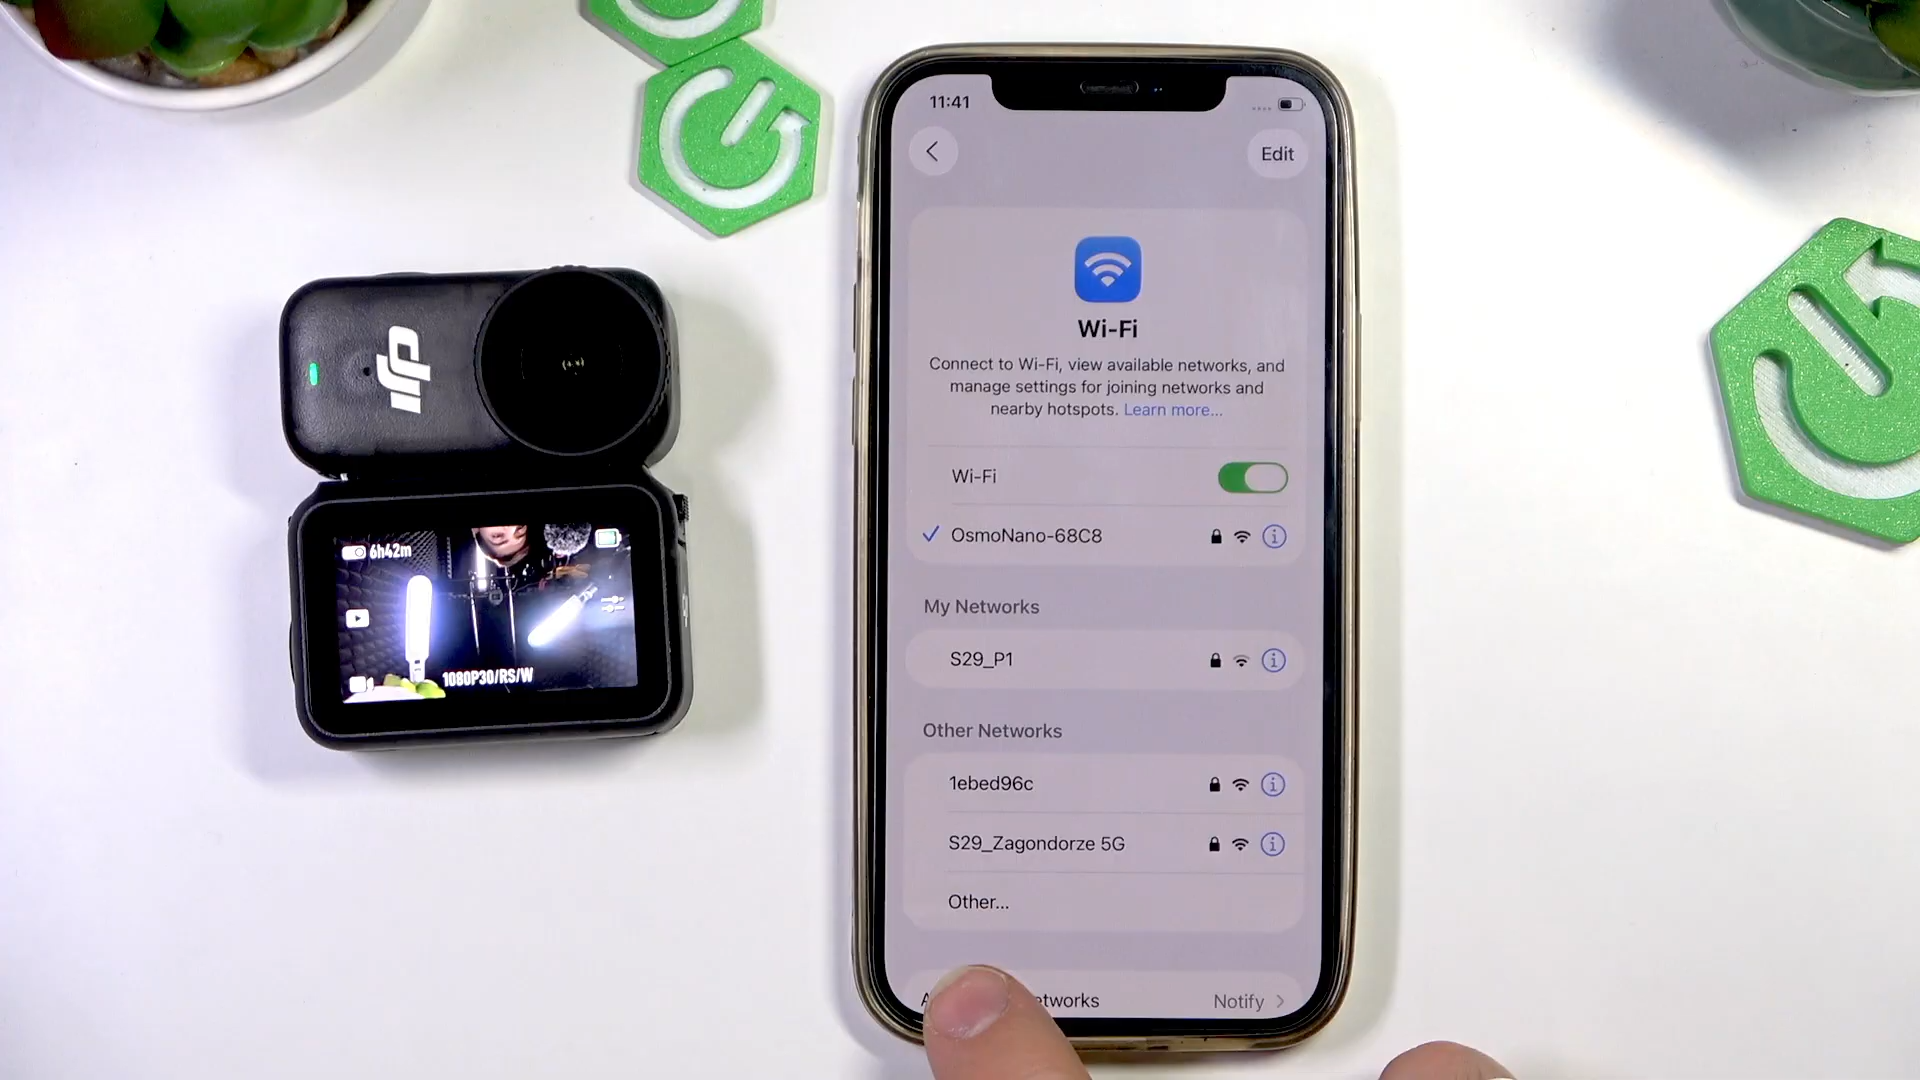 11:41
Edit
Wi-Fi
Connect to Wi-Fi, view available networks, and
manage settings for joining networks and
nearby hotspots. Learn more...
Wi-Fi
OsmoNano-68C8
My Networks
S29_P1
Other Networks
1ebed96c
S29_Zagondorze 5G
Other...
Notify
dji
6h42m
1080P30/RS/W